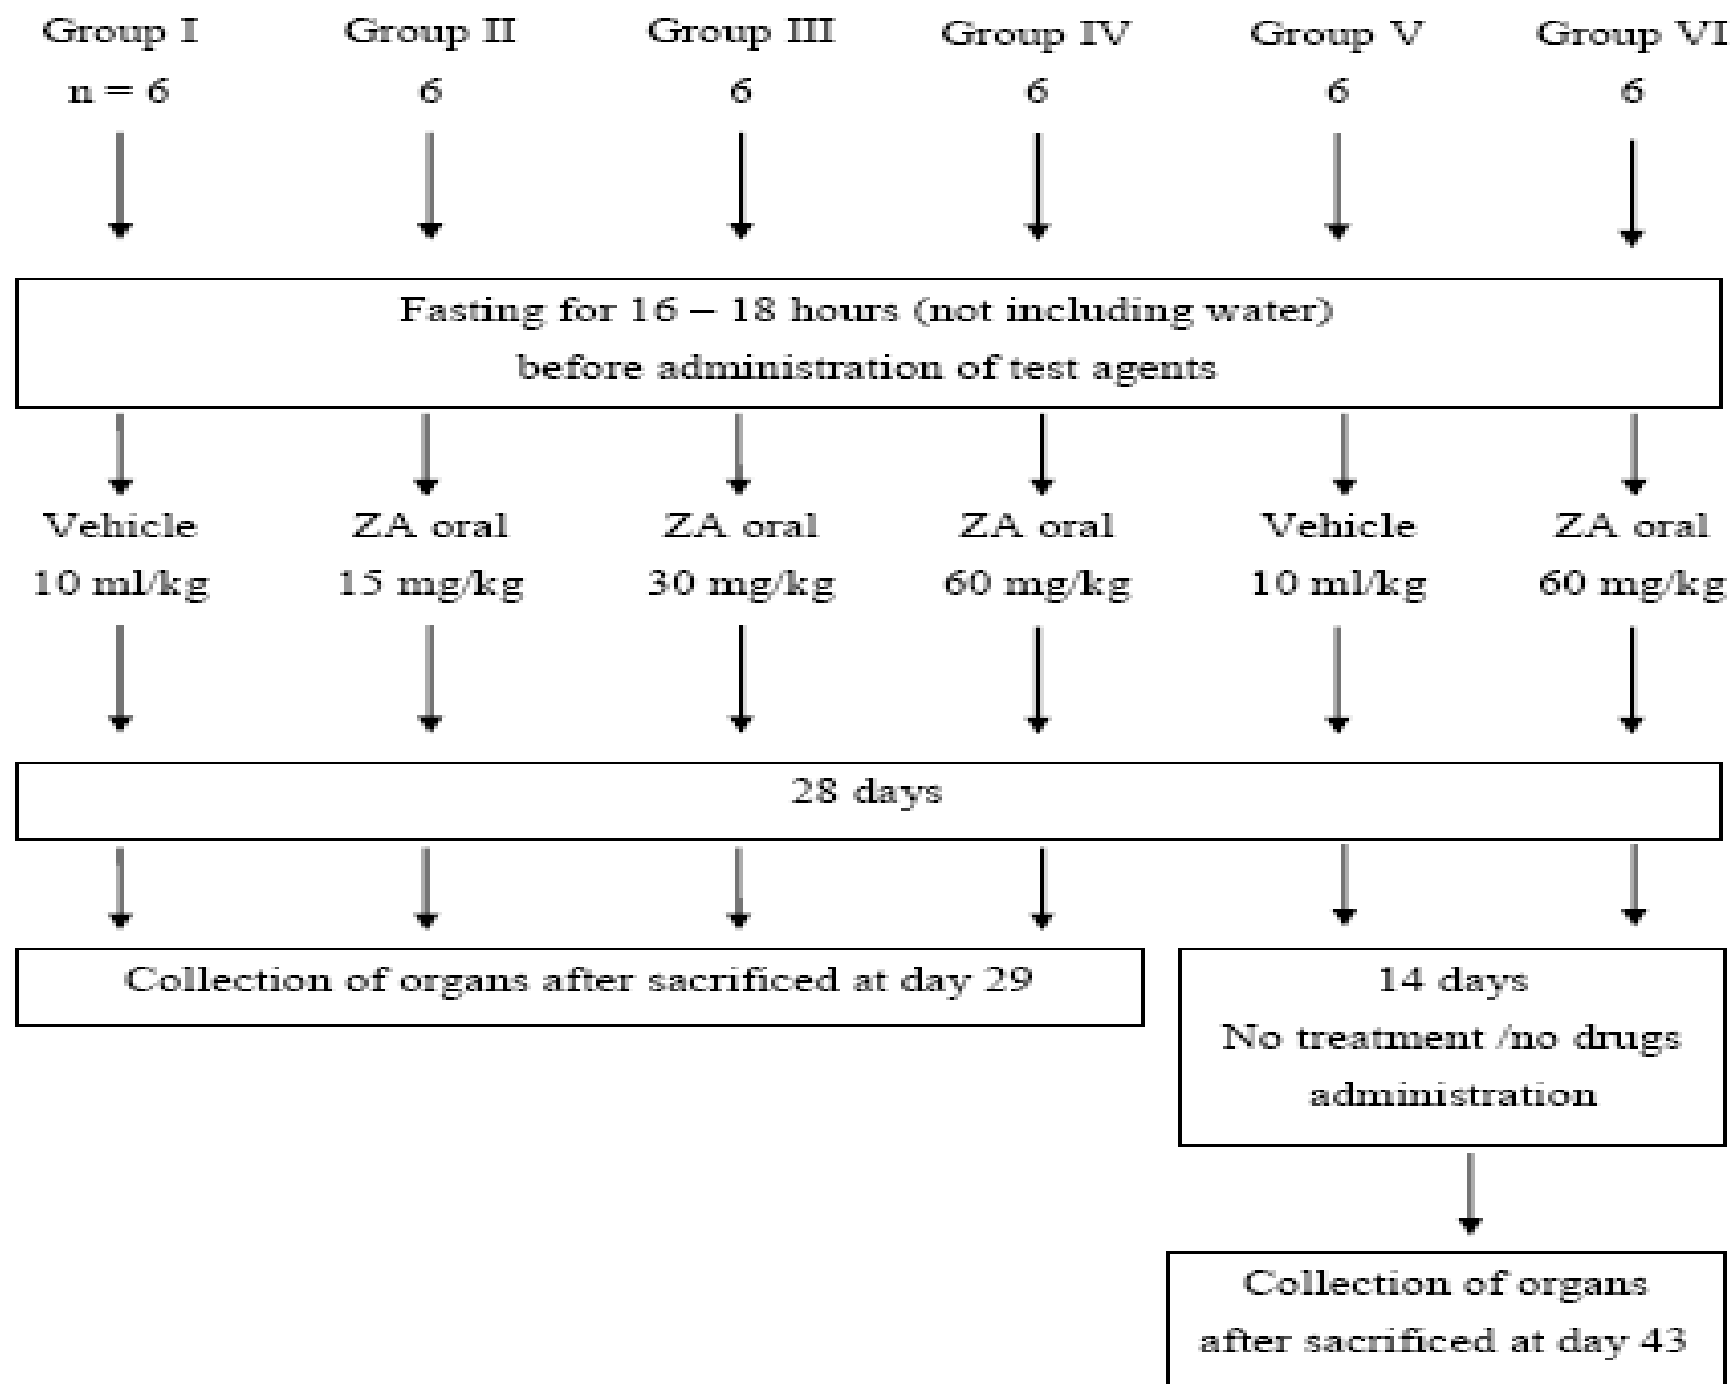 Group I Group II Group III Group IV Group V Group VI
n = 6 6 6 6 6 6
Fasting for 16 – 18 hours (not including water)
before administration of test agents
Vehicle ZA oral ZA oral ZA oral Vehicle ZA oral
10 ml/kg 15 mg/kg 30 mg/kg 60 mg/kg 10 ml/kg 60 mg/kg
28 days
Collection of organs after sacrificed at day 29
14 days
No treatment /no drugs
administration
Collection of organs
after sacrificed at day 43